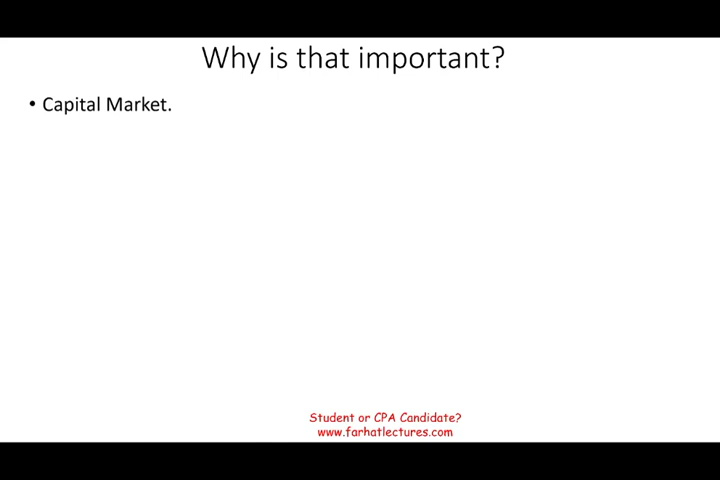 Why is that important?
• Capital Market.
Student or CPA Candidate?
www.farhatlectures.com